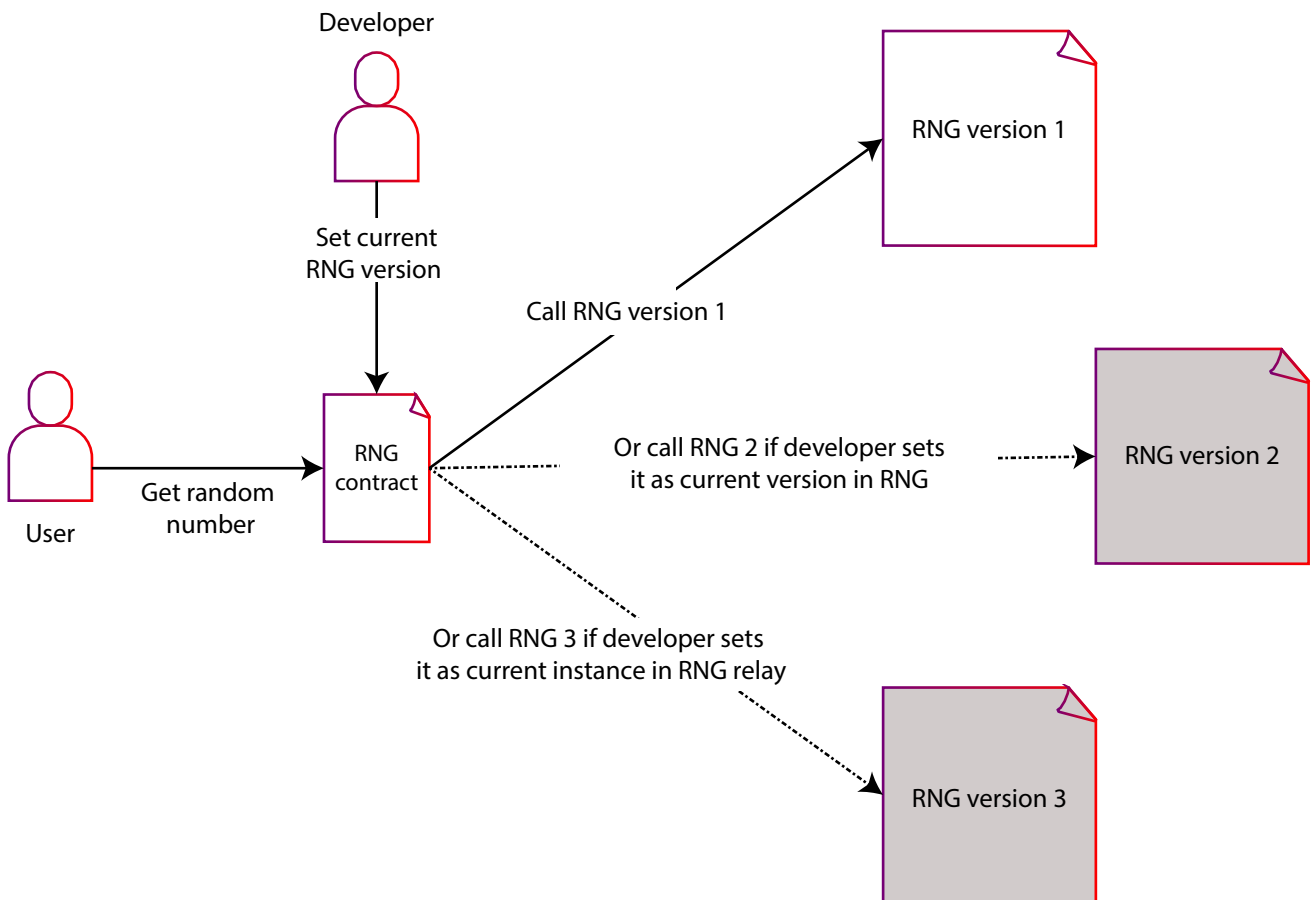 Developer
RNG version 1
Set current
RNG version
Call RNG version 1
Or call RNG 2 if developer sets
it as current version in RNG
RNG version 2
RNG
contract
Get random
number
User
Or call RNG 3 if developer sets
it as current instance in RNG relay
RNG version 3